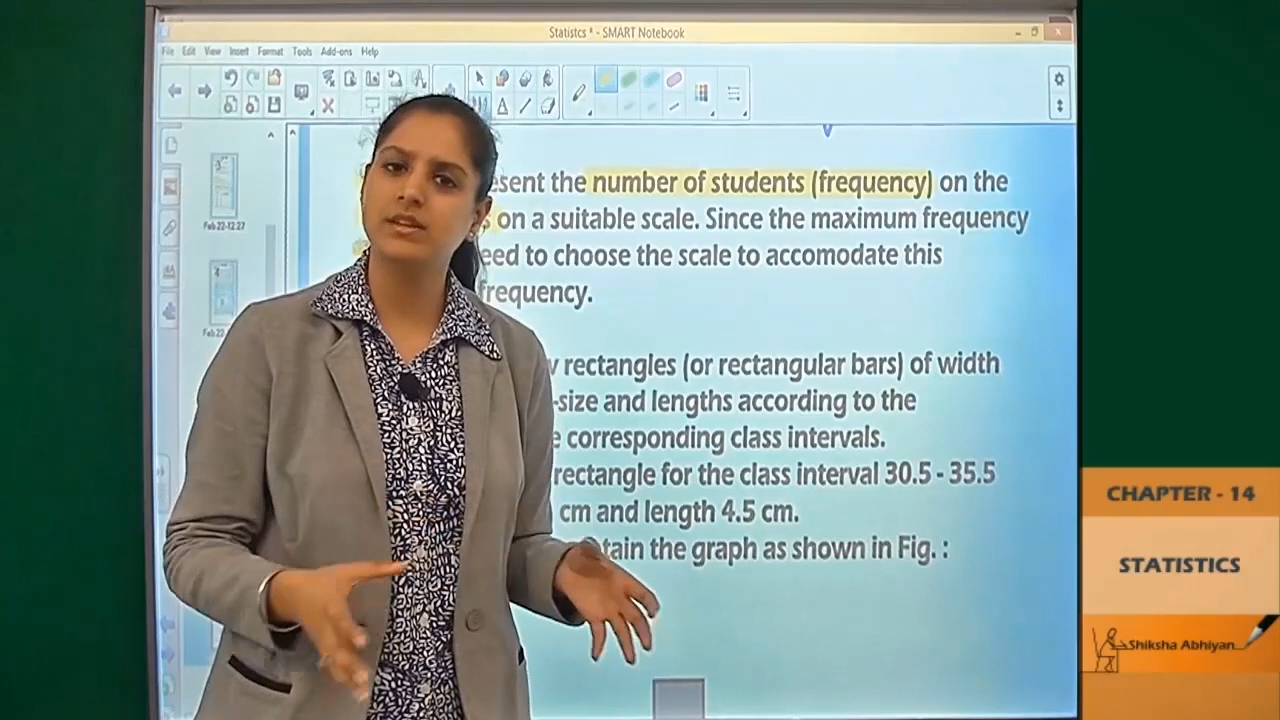 Statistcs * - SMART Notebook
File Edit View Insert Format Tools Add-ons Help
Feb 22-12:27
Feb 22
esent the number of students (frequency) on the
s on a suitable scale. Since the maximum frequency
eed to choose the scale to accomodate this
frequency.
w rectangles (or rectangular bars) of width
-size and lengths according to the
e corresponding class intervals.
rectangle for the class interval 30.5 - 35.5
cm and length 4.5 cm.
tain the graph as shown in Fig. :
CHAPTER - 14
STATISTICS
Shiksha Abhiyan